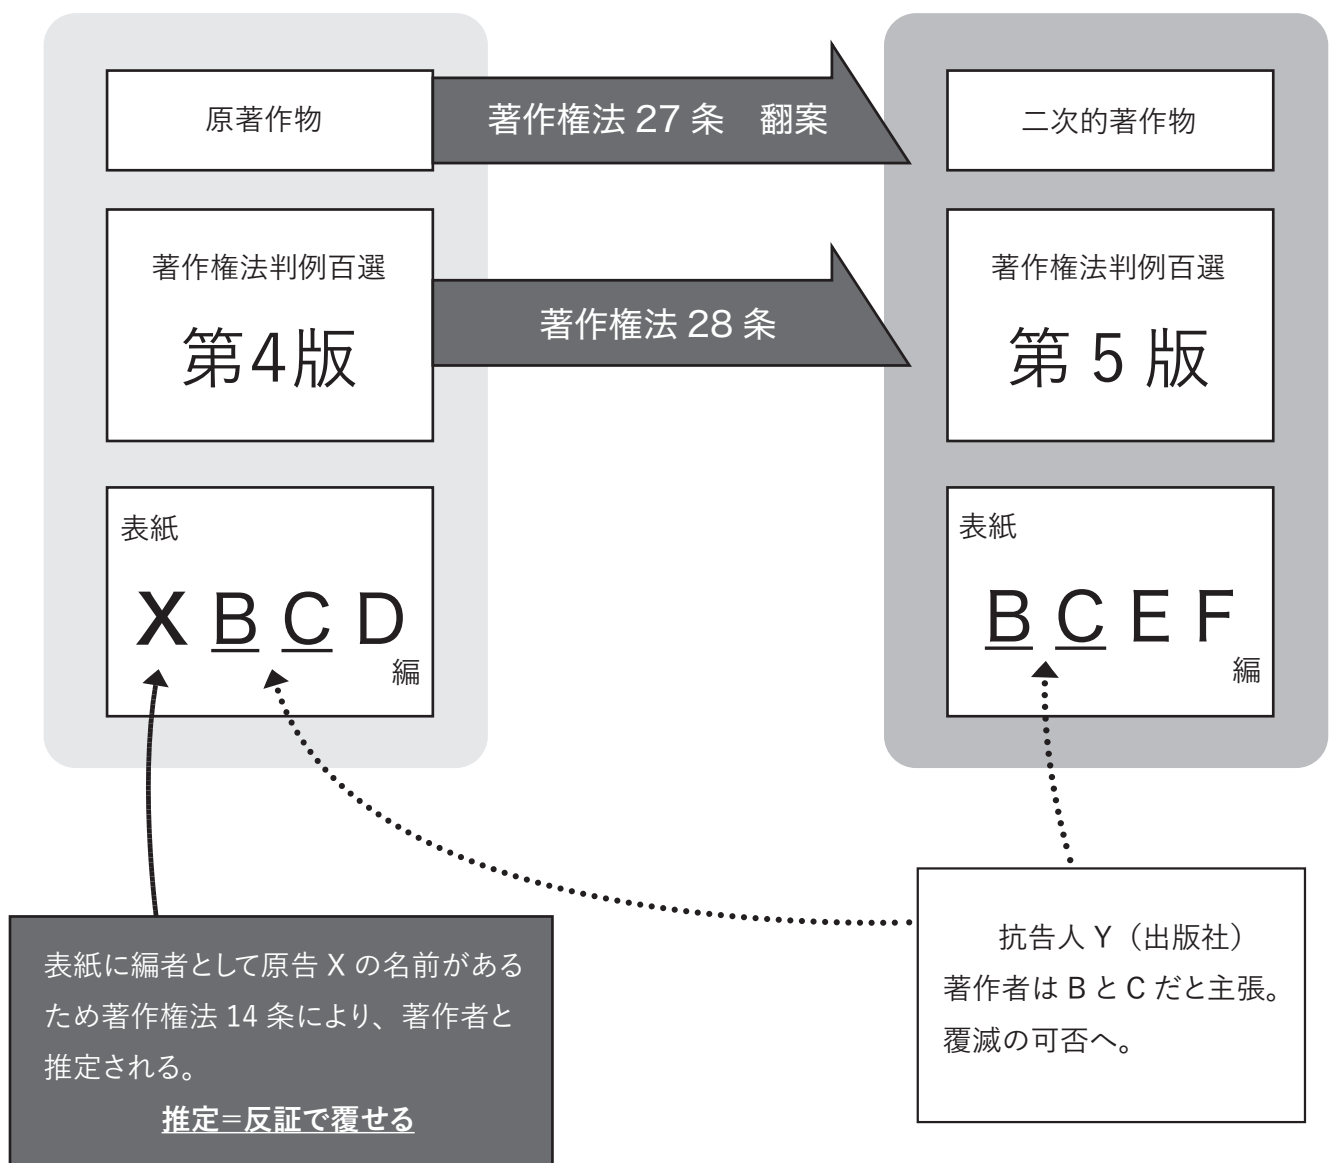 原著作物
著作権法 27 条　翻案
二次的著作物
著作権法判例百選
第4版
著作権法 28 条
著作権法判例百選
第 5 版
表紙
X B C D
編
表紙
B C E F
編
表紙に編者として原告 X の名前がある
ため著作権法 14 条により、著作者と
推定される。
推定=反証で覆せる
抗告人 Y（出版社）
著作者は B と C だと主張。
覆滅の可否へ。